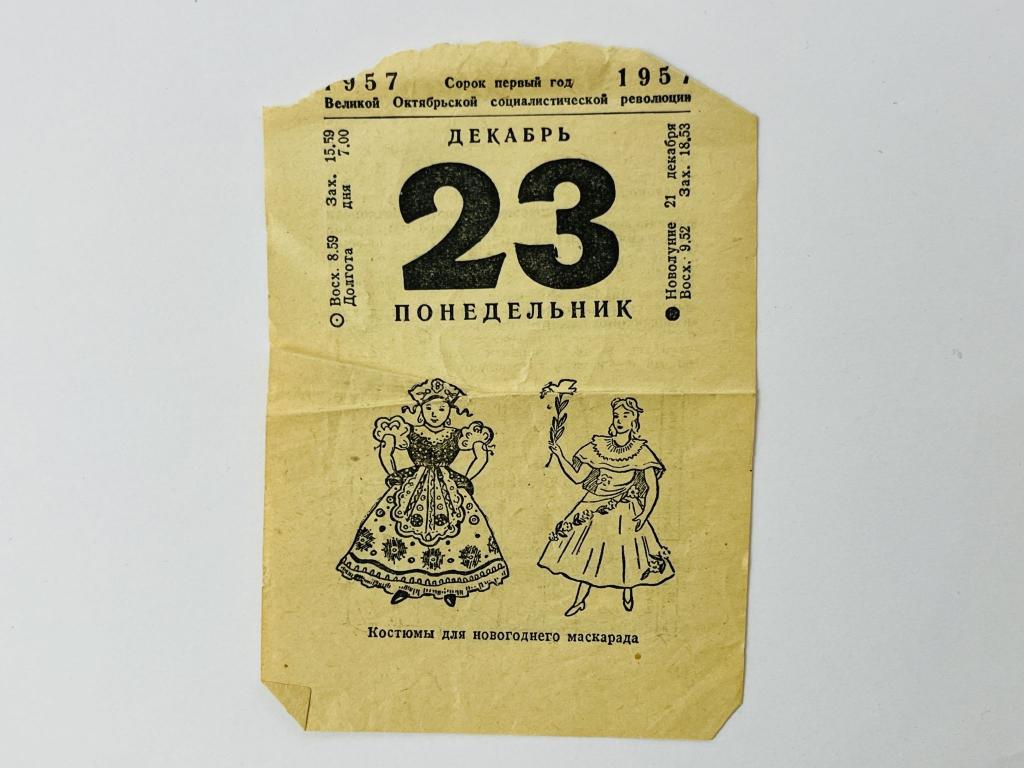 1957 Сорок первый год 1957
Великой Октябрьской социалистической революции
ДЕКАБРЬ
23
ПОНЕДЕЛЬНИК
Восх. 8.59 Зах. 15.59
Долгота дня 7.00
Новолуние 21 декабря
Восх. 9.52 Зах. 18.53
Костюмы для новогоднего маскарада